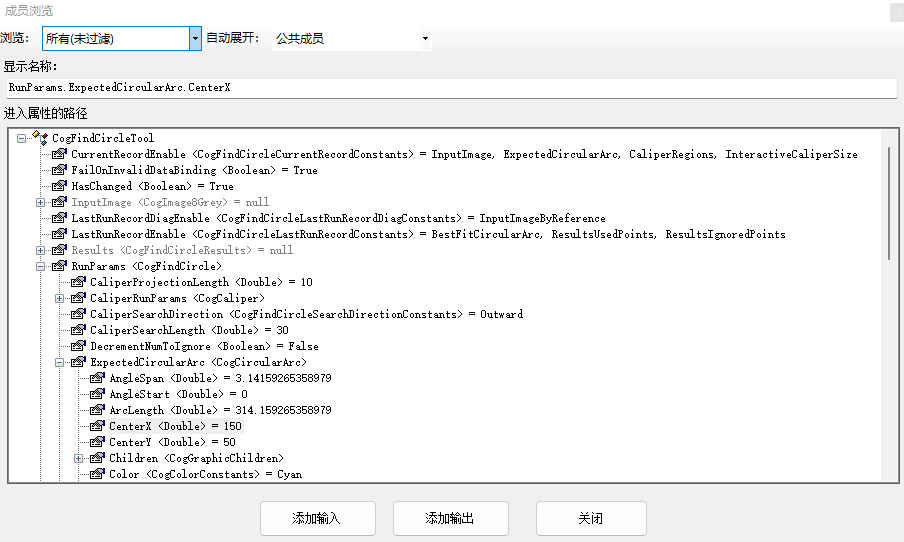 成员浏览
浏览: 所有(未过滤) 自动展开: 公共成员
显示名称:
RunParams.ExpectedCircularArc.CenterX
进入属性的路径
CogFindCircleTool
CurrentRecordEnable <CogFindCircleCurrentRecordConstants> = InputImage, ExpectedCircularArc, CaliperRegions, InteractiveCaliperSize
FailOnInvalidDataBinding <Boolean> = True
HasChanged <Boolean> = True
InputImage <CogImage8Grey> = null
LastRunRecordDiagEnable <CogFindCircleLastRunRecordDiagConstants> = InputImageByReference
LastRunRecordEnable <CogFindCircleLastRunRecordConstants> = BestFitCircularArc, ResultsUsedPoints, ResultsIgnoredPoints
Results <CogFindCircleResults> = null
RunParams <CogFindCircle>
CaliperProjectionLength <Double> = 10
CaliperRunParams <CogCaliper>
CaliperSearchDirection <CogFindCircleSearchDirectionConstants> = Outward
CaliperSearchLength <Double> = 30
DecrementNumToIgnore <Boolean> = False
ExpectedCircularArc <CogCircularArc>
AngleSpan <Double> = 3.14159265358979
AngleStart <Double> = 0
ArcLength <Double> = 314.159265358979
CenterX <Double> = 150
CenterY <Double> = 50
Children <CogGraphicChildren>
Color <CogColorConstants> = Cyan
添加输入 添加输出 关闭